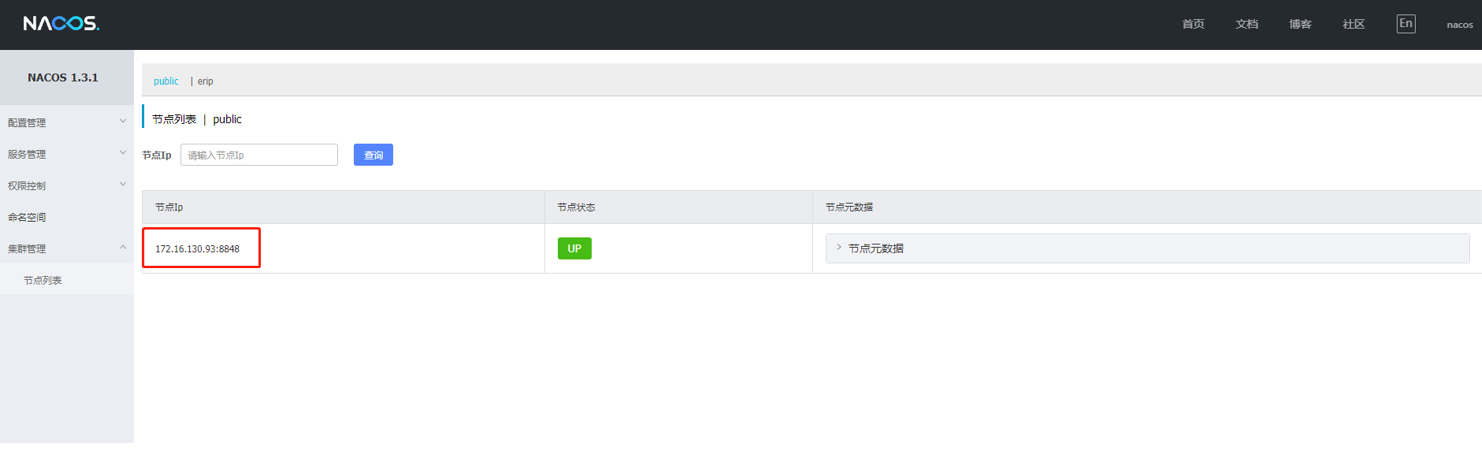 NACOS. 首页 文档 博客 社区 En nacos
NACOS 1.3.1
配置管理
服务管理
权限控制
命名空间
集群管理
节点列表
public | erip
节点列表 | public
节点Ip 请输入节点Ip 查询
节点Ip 节点状态 节点元数据
172.16.130.93:8848 UP 节点元数据